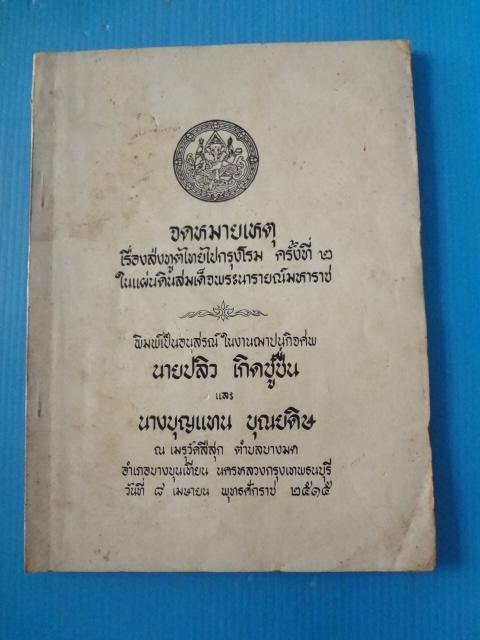 จดหมายเหตุ
เรื่องส่งทูตไทยไปกรุงโรม ครั้งที่ ๒
ในแผ่นดินสมเด็จพระนารายณ์มหาราช
พิมพ์เป็นอนุสรณ์ ในงานฌาปนกิจศพ
นายปลิว เกิดชูชื่น
และ
นางบุญแทน บุณยดิษ
ณ เมรุวัดสีสุก ตำบลบางมด
อำเภอบางขุนเทียน นครหลวงกรุงเทพธนบุรี
วันที่ ๘ เมษายน พุทธศักราช ๒๕๑๕